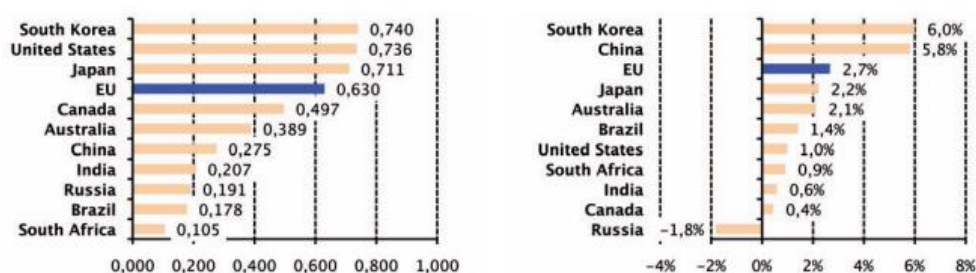 South Korea 0,740
United States 0,736
Japan 0,711
EU 0,630
Canada 0,497
Australia 0,389
China 0,275
India 0,207
Russia 0,191
Brazil 0,178
South Africa 0,105
0,000 0,200 0,400 0,600 0,800 1,000
South Korea 6,0%
China 5,8%
EU 2,7%
Japan 2,2%
Australia 2,1%
Brazil 1,4%
United States 1,0%
South Africa 0,9%
India 0,6%
Canada 0,4%
Russia -1,8%
-4% -2% 0% 2% 4% 6% 8%